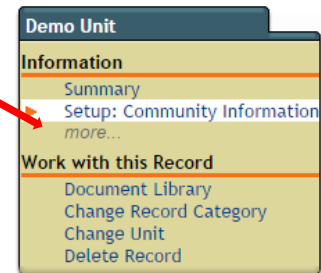 Demo Unit
Information
Summary
Setup: Community Information
more...
Work with this Record
Document Library
Change Record Category
Change Unit
Delete Record